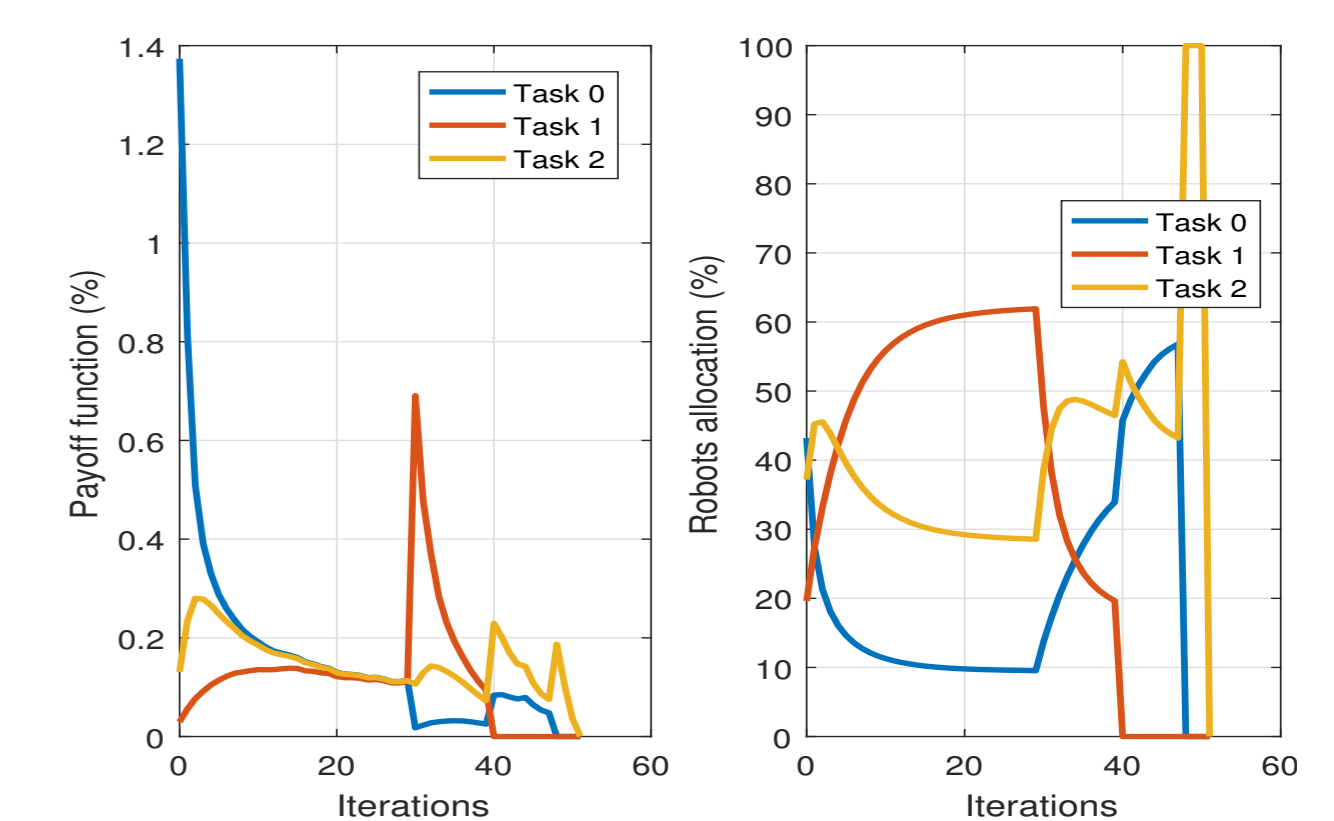 Payoff function (%)
1.4
1.2
1
0.8
0.6
0.4
0.2
0
0
20
40
60
Iterations
Task 0
Task 1
Task 2
Robots allocation (%)
100
90
80
70
60
50
40
30
20
10
0
0
20
40
60
Iterations
Task 0
Task 1
Task 2